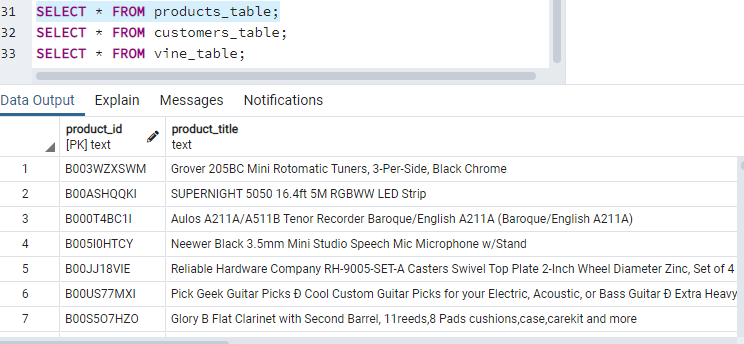 31 SELECT * FROM products_table;
32 SELECT * FROM customers_table;
33 SELECT * FROM vine_table;
Data Output Explain Messages Notifications
product_id product_title
[PK] text text
1 B003WZXSWM Grover 205BC Mini Rotomatic Tuners, 3-Per-Side, Black Chrome
2 B00ASHQQKI SUPERNIGHT 5050 16.4ft 5M RGBWW LED Strip
3 B000T4BC1I Aulos A211A/A511B Tenor Recorder Baroque/English A211A (Baroque/English A211A)
4 B005I0HTCY Neewer Black 3.5mm Mini Studio Speech Mic Microphone w/Stand
5 B00JJ18VIE Reliable Hardware Company RH-9005-SET-A Casters Swivel Top Plate 2-Inch Wheel Diameter Zinc, Set of 4
6 B00US77MXI Pick Geek Guitar Picks Ð Cool Custom Guitar Picks for your Electric, Acoustic, or Bass Guitar Ð Extra Heavy
7 B00S5O7HZO Glory B Flat Clarinet with Second Barrel, 11reeds,8 Pads cushions,case,carekit and more